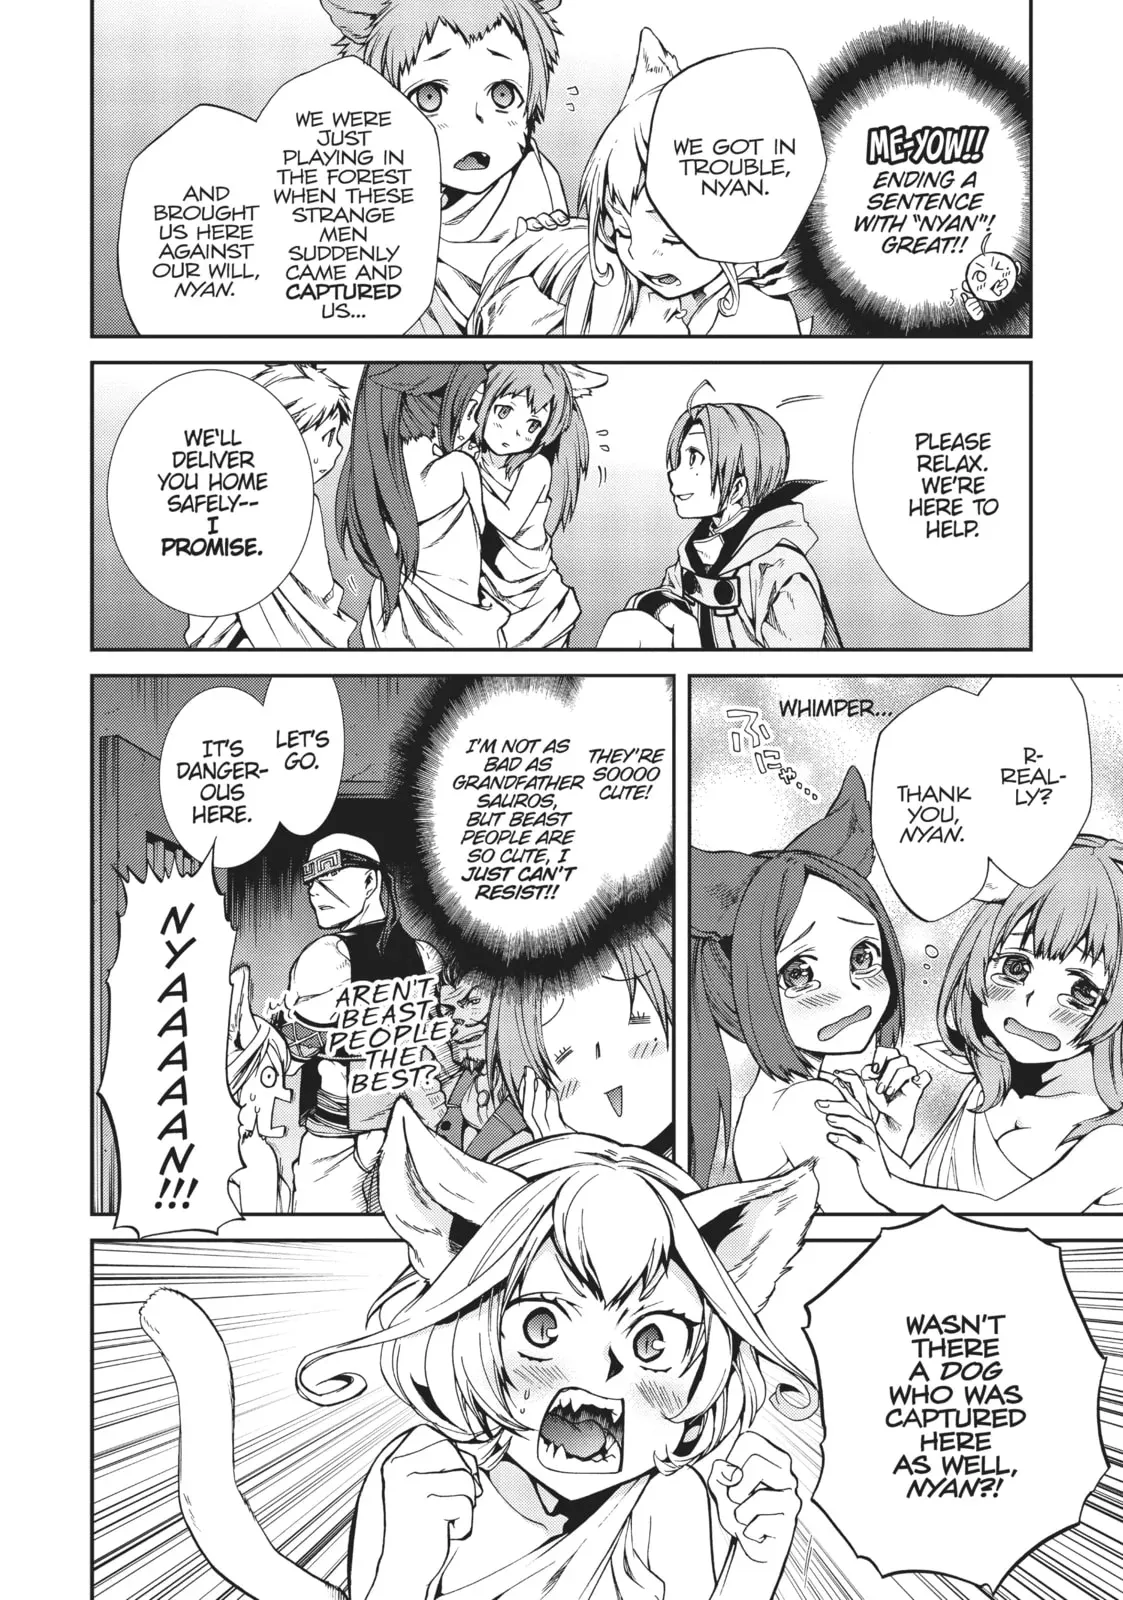 ME-YOW!!
ENDING A
SENTENCE
WITH "NYAN"!
GREAT!!
WE GOT IN
TROUBLE,
NYAN.
WE WERE
JUST
PLAYING IN
THE FOREST
WHEN THESE
STRANGE
MEN
SUDDENLY
CAME AND
CAPTURED
US...
AND
BROUGHT
US HERE
AGAINST
OUR WILL,
NYAN.
PLEASE
RELAX.
WE'RE
HERE TO
HELP.
WE'LL
DELIVER
YOU HOME
SAFELY--
I
PROMISE.
R-
REAL-
LY?
THANK
YOU,
NYAN.
WHIMPER...
ふにゃ…
THEY'RE
SOOOO
CUTE!
I'M NOT AS
BAD AS
GRANDFATHER
SAUROS,
BUT BEAST
PEOPLE ARE
SO CUTE, I
JUST CAN'T
RESIST!!
AREN'T
BEAST
PEOPLE
THE
BEST?
LET'S
GO.
IT'S
DANGER-
OUS
HERE.
NYAAAAAN!!!
WASN'T
THERE
A DOG
WHO WAS
CAPTURED
HERE
AS WELL,
NYAN?!